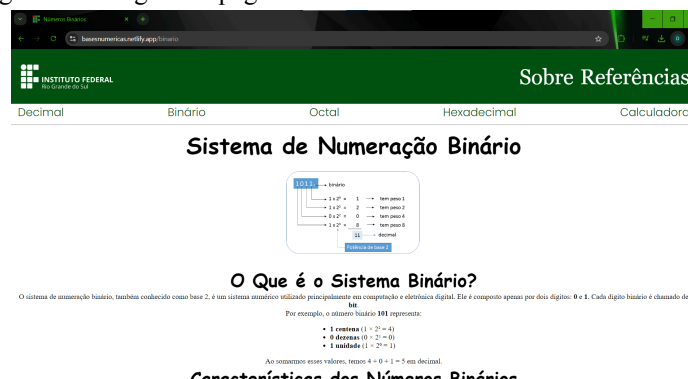 Números Binários
basesnumericas.netlify.app/binario
INSTITUTO FEDERAL
Rio Grande do Sul
Sobre Referências
Decimal Binário Octal Hexadecimal Calculadora
Sistema de Numeração Binário
1011₂ binário
1 x 2⁰ = 1 tem peso 1
1 x 2¹ = 2 tem peso 2
0 x 2² = 0 tem peso 4
1 x 2³ = 8 tem peso 8
11 decimal
Potência de base 2
O Que é o Sistema Binário?
O sistema de numeração binário, também conhecido como base 2, é um sistema numérico utilizado principalmente em computação e eletrônica digital. Ele é composto apenas por dois dígitos: 0 e 1. Cada dígito binário é chamado de
bit.
Por exemplo, o número binário 101 representa:
• 1 centena (1 × 2² = 4)
• 0 dezenas (0 × 2¹ = 0)
• 1 unidade (1 × 2⁰ = 1)
Ao somarmos esses valores, temos 4 + 0 + 1 = 5 em decimal.
Características dos Números Binários